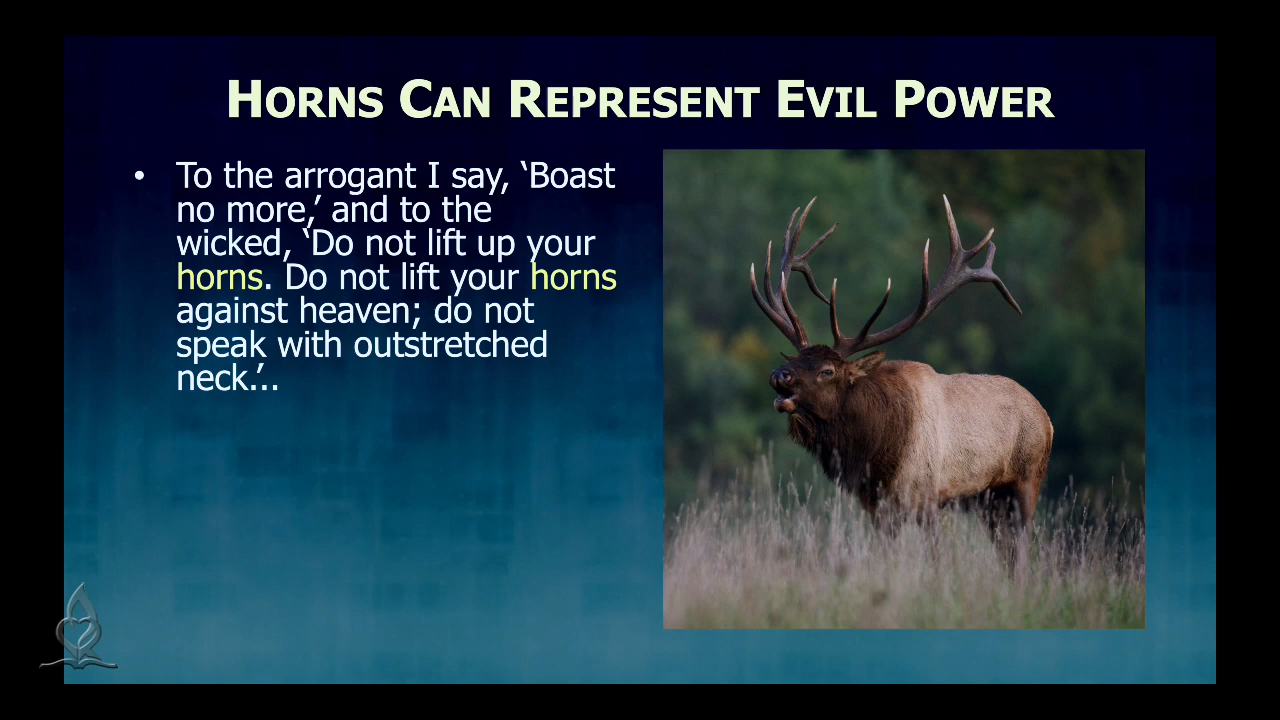 HORNS CAN REPRESENT EVIL POWER
• To the arrogant I say, ‘Boast
no more,’ and to the
wicked, ‘Do not lift up your
horns. Do not lift your horns
against heaven; do not
speak with outstretched
neck.’..